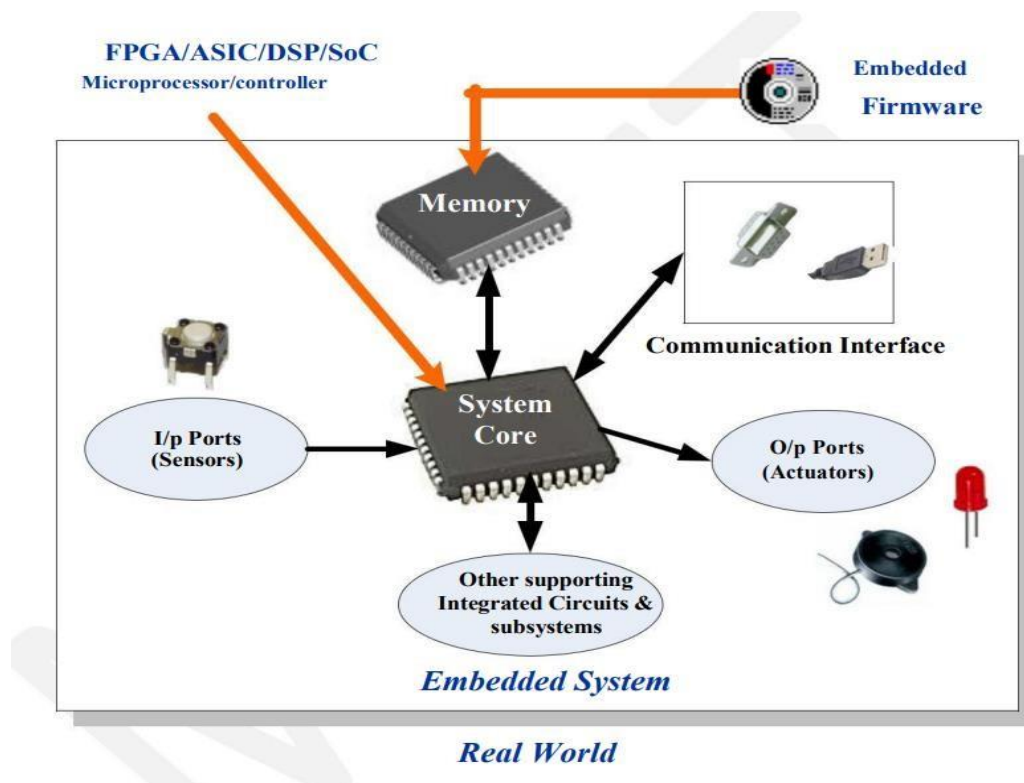 FPGA/ASIC/DSP/SoC
Microprocessor/controller
Embedded
Firmware
Memory
Communication Interface
System
Core
I/p Ports
(Sensors)
O/p Ports
(Actuators)
Other supporting
Integrated Circuits &
subsystems
Embedded System
Real World